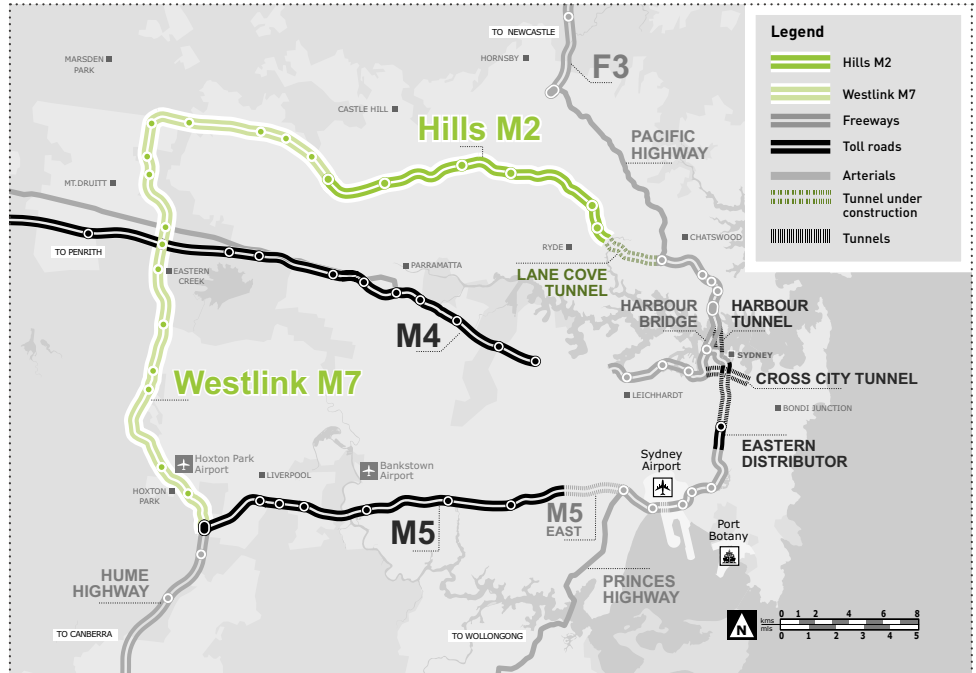 TO NEWCASTLE
MARSDEN
PARK
HORNSBY
F3
CASTLE HILL
Hills M2
PACIFIC
HIGHWAY
MT.DRUITT
TO PENRITH
EASTERN
CREEK
PARRAMATTA
RYDE
CHATSWOOD
LANE COVE
TUNNEL
M4
HARBOUR
BRIDGE
HARBOUR
TUNNEL
SYDNEY
Westlink M7
CROSS CITY TUNNEL
LEICHHARDT
BONDI JUNCTION
EASTERN
DISTRIBUTOR
Hoxton Park
Airport
LIVERPOOL
Bankstown
Airport
Sydney
Airport
HOXTON
PARK
M5
M5
EAST
Port
Botany
HUME
HIGHWAY
PRINCES
HIGHWAY
TO CANBERRA
TO WOLLONGONG
N
kms
mls
0 1 2 4 6 8
0 1 2 3 4 5
Legend
Hills M2
Westlink M7
Freeways
Toll roads
Arterials
Tunnel under
construction
Tunnels